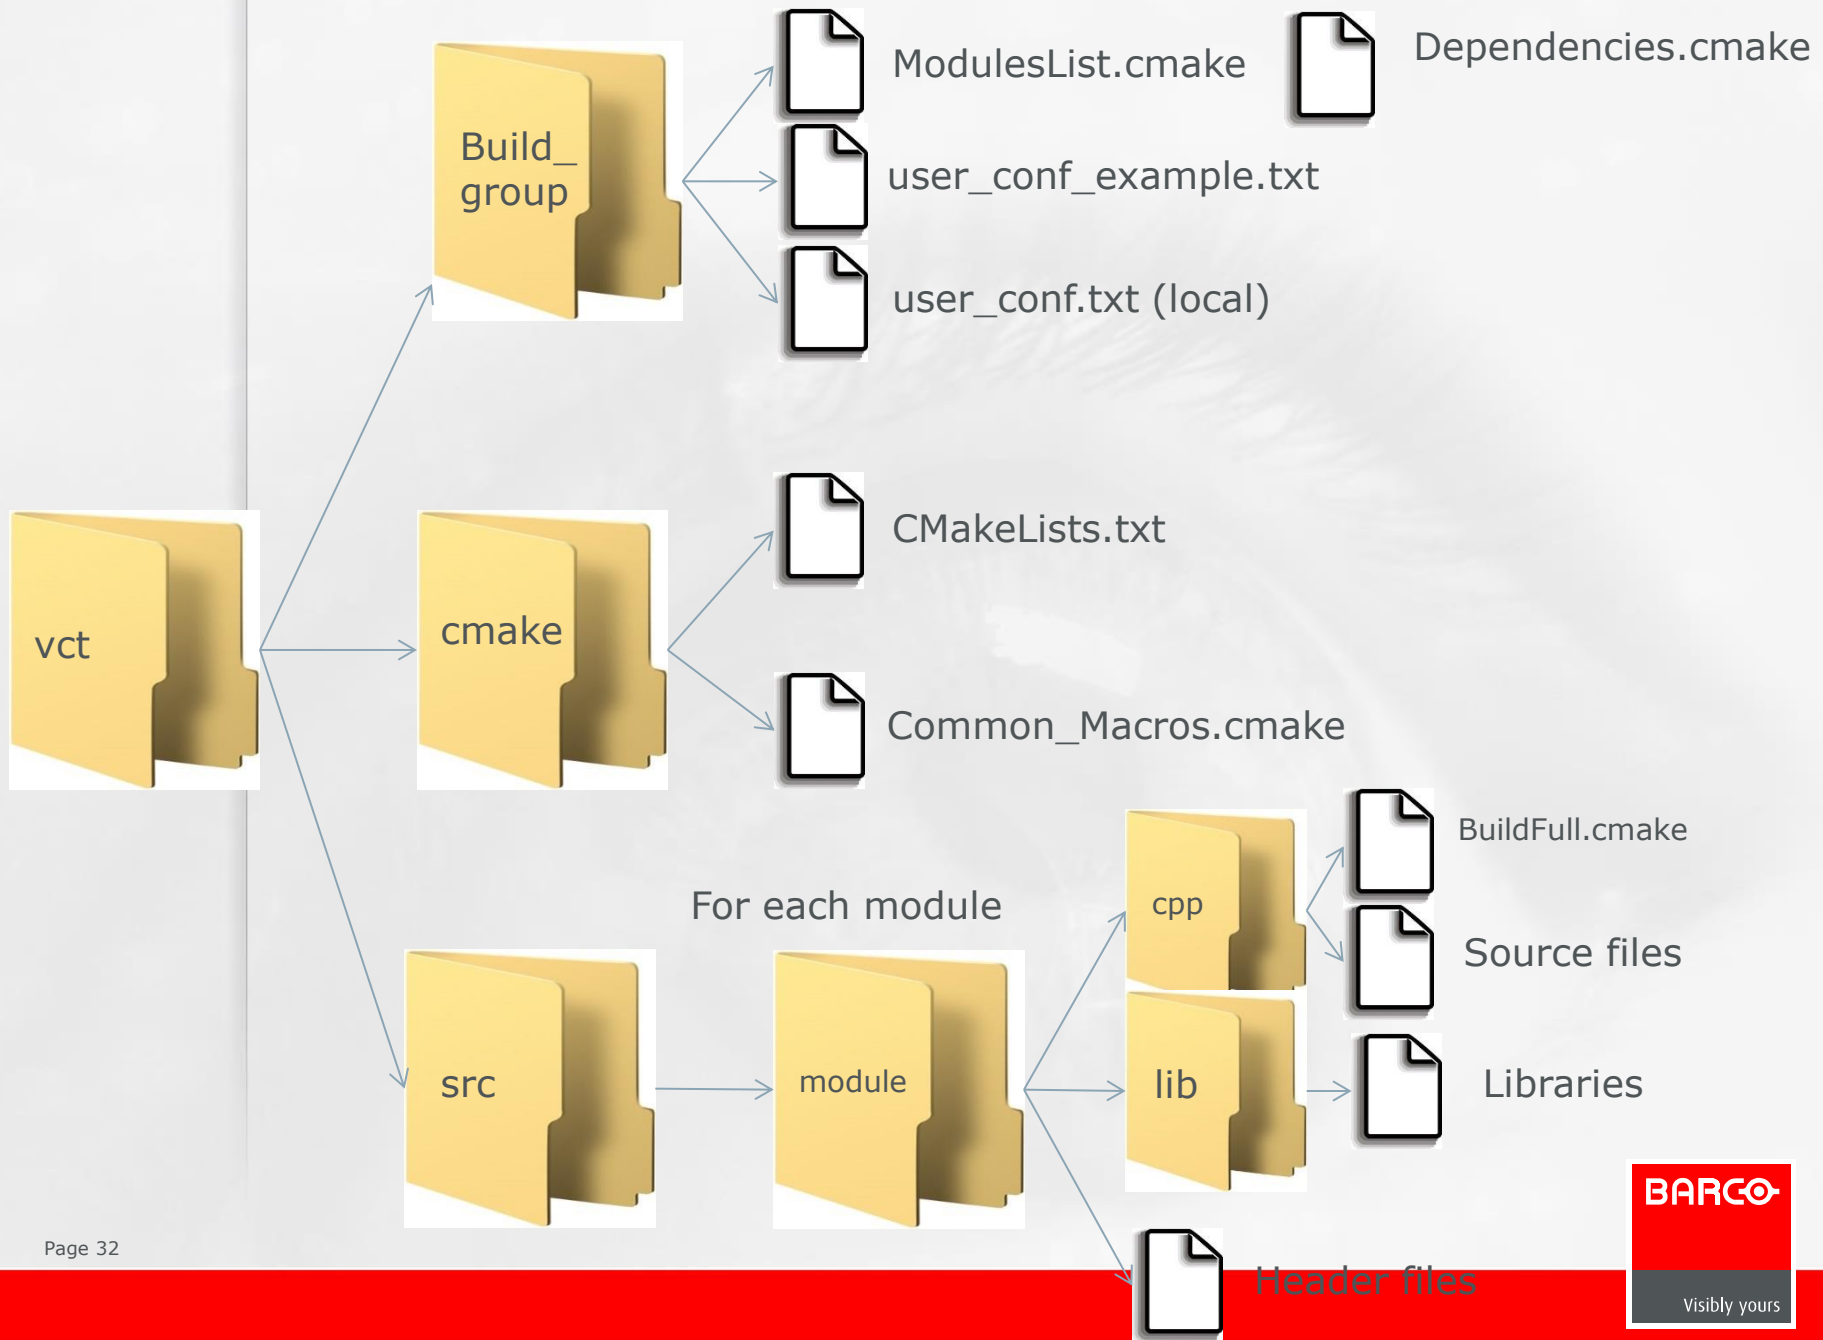 ModulesList.cmake
Dependencies.cmake
Build_
group
user_conf_example.txt
user_conf.txt (local)
CMakeLists.txt
vct
cmake
Common_Macros.cmake
BuildFull.cmake
For each module
cpp
Source files
src
module
lib
Libraries
BARCO
Page 32
Header files
Visibly yours